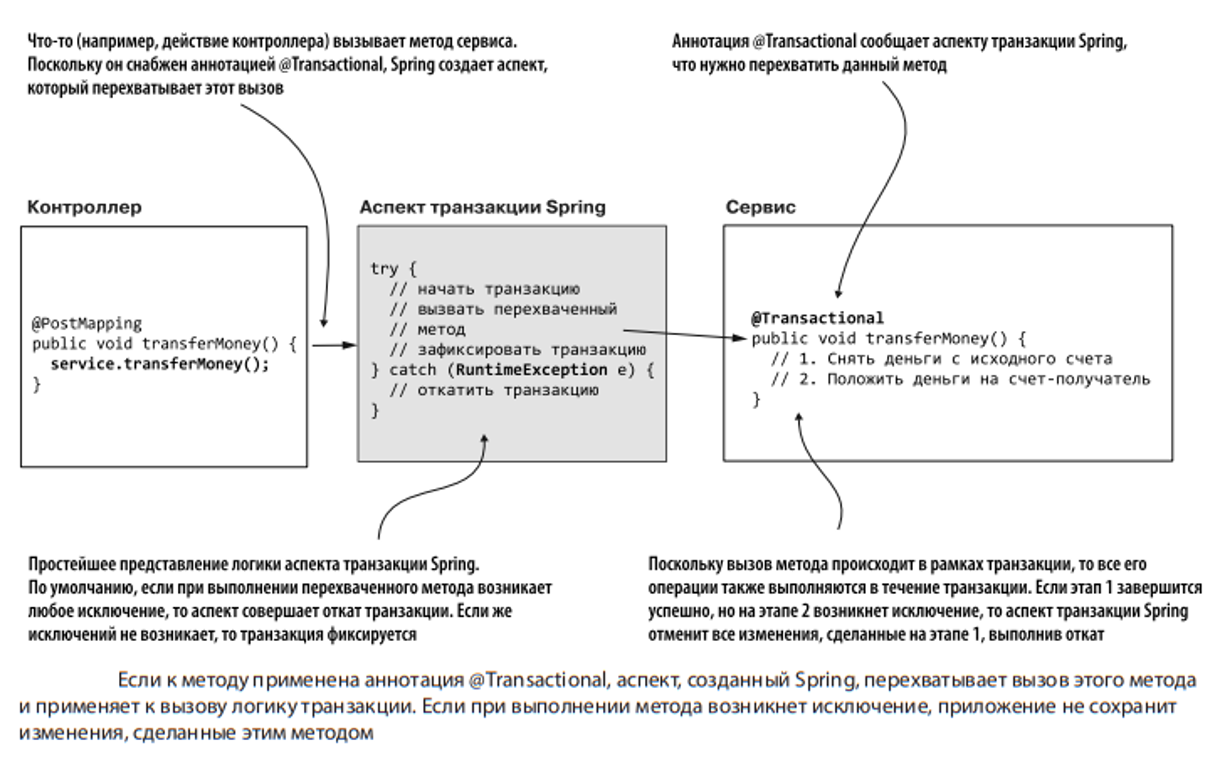 Что-то (например, действие контроллера) вызывает метод сервиса.
Поскольку он снабжен аннотацией @Transactional, Spring создает аспект,
который перехватывает этот вызов
Аннотация @Transactional сообщает аспекту транзакции Spring,
что нужно перехватить данный метод
Контроллер
@PostMapping
public void transferMoney() {
service.transferMoney();
}
Аспект транзакции Spring
try {
// начать транзакцию
// вызвать перехваченный
// метод
// зафиксировать транзакцию
} catch (RuntimeException e) {
// откатить транзакцию
}
Сервис
@Transactional
public void transferMoney() {
// 1. Снять деньги с исходного счета
// 2. Положить деньги на счет-получатель
}
Простейшее представление логики аспекта транзакции Spring.
По умолчанию, если при выполнении перехваченного метода возникает
любое исключение, то аспект совершает откат транзакции. Если же
исключений не возникает, то транзакция фиксируется
Поскольку вызов метода происходит в рамках транзакции, то все его
операции также выполняются в течение транзакции. Если этап 1 завершится
успешно, но на этапе 2 возникнет исключение, то аспект транзакции Spring
отменит все изменения, сделанные на этапе 1, выполнив откат
Если к методу применена аннотация @Transactional, аспект, созданный Spring, перехватывает вызов этого метода
и применяет к вызову логику транзакции. Если при выполнении метода возникнет исключение, приложение не сохранит
изменения, сделанные этим методом